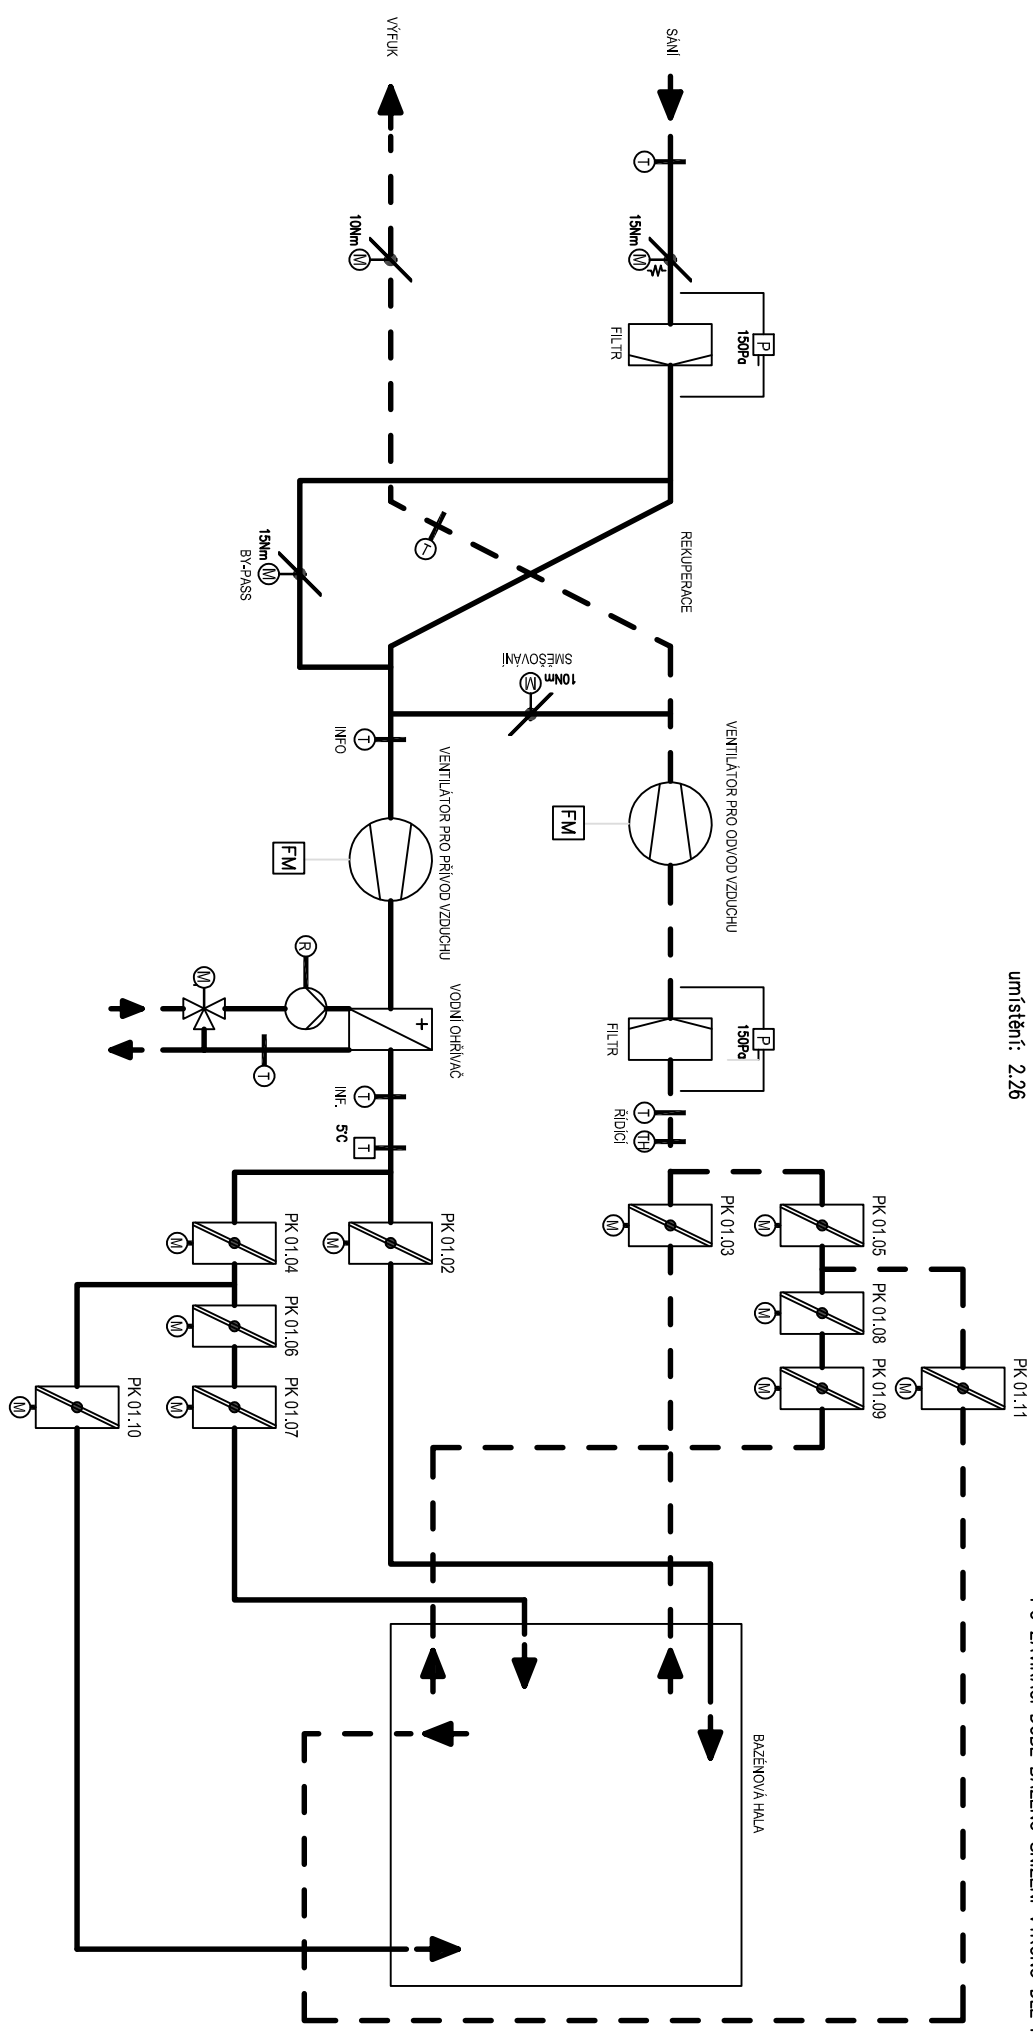 umístění: 2.26
SÁNÍ
T
15Nm
M
FILTR
P
150Pa
VÝFUK
10Nm
M
T
REKUPERACE
15Nm
M
BY-PASS
SMĚŠOVÁNÍ
10Nm
M
INFO
T
VENTILÁTOR PRO ODVOD VZDUCHU
FM
VENTILÁTOR PRO PŘÍVOD VZDUCHU
FM
FILTR
P
150Pa
T
TH
ŘÍDÍCÍ
VODNÍ OHŘÍVAČ
+
R
M
T
INF.
T
5°C
T
PK 01.11
M
PK 01.05
M
PK 01.08
M
PK 01.09
M
PK 01.03
M
PK 01.02
M
PK 01.04
M
PK 01.06
M
PK 01.07
M
PK 01.10
M
BAZÉNOVÁ HALA